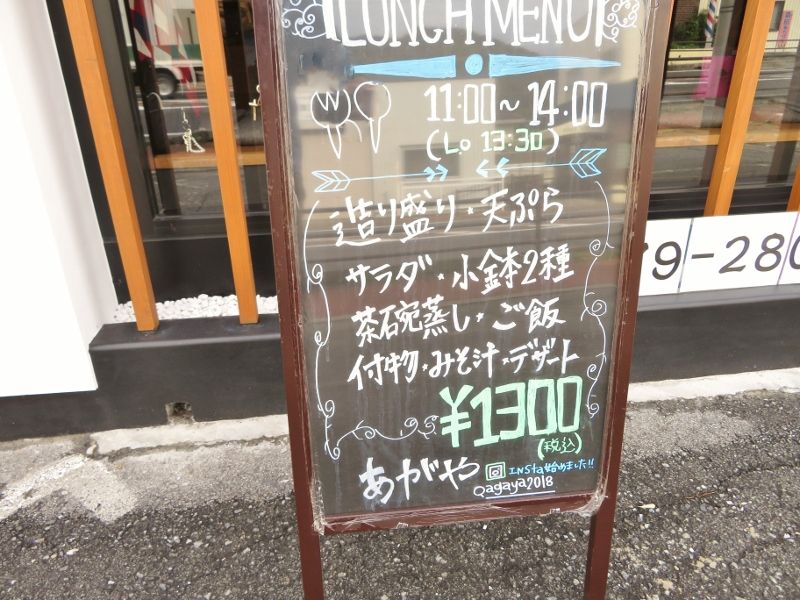 LUNCH MENU
11:00~14:00
(L.o 13:30)
造り盛り・天ぷら
サラダ・小鉢2種
茶碗蒸し・ご飯
付物・みそ汁・デザート
¥1300
(税込)
あがや
INSta始めました!!
@agaya2018
79-280